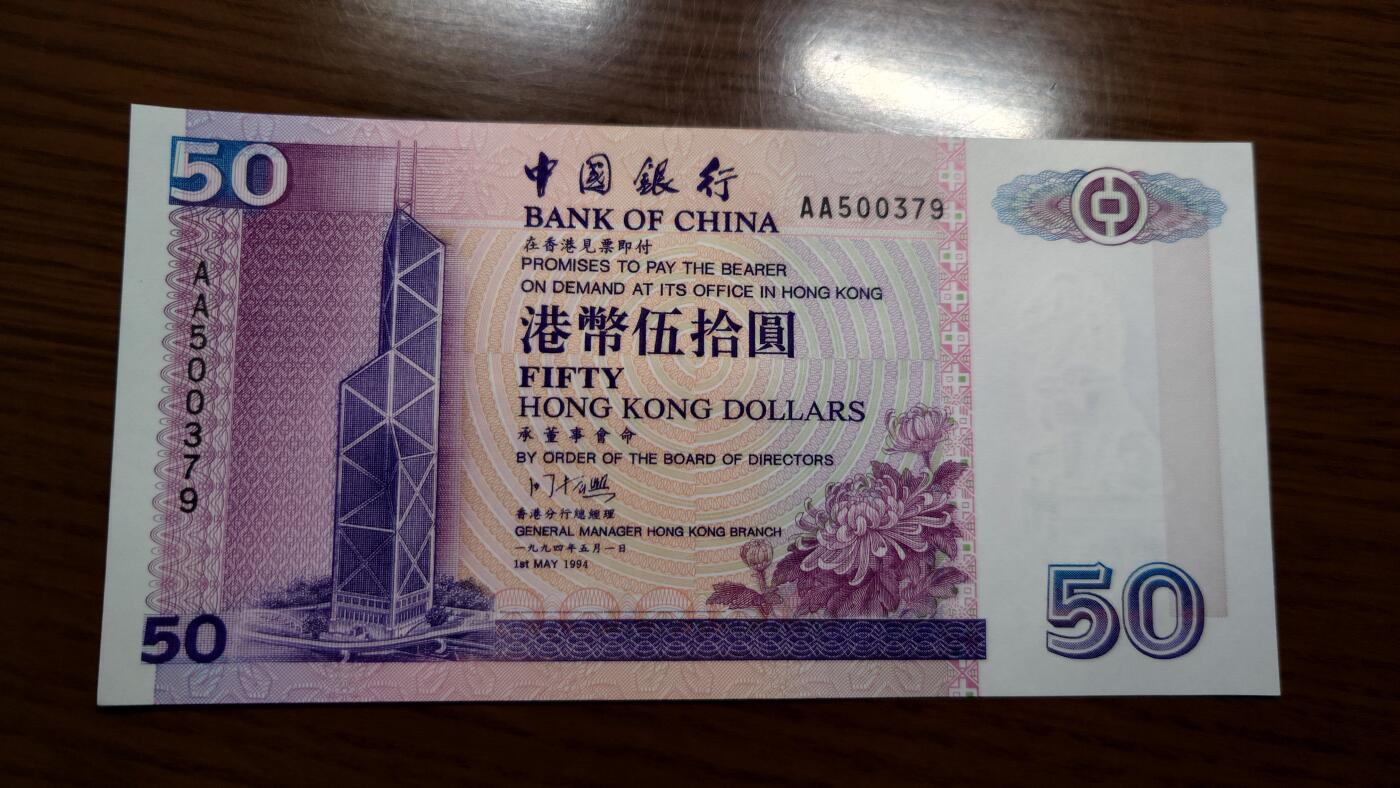 50
中國銀行
BANK OF CHINA
AA500379
在香港見票即付
PROMISES TO PAY THE BEARER
ON DEMAND AT ITS OFFICE IN HONG KONG
港幣伍拾圓
FIFTY
HONG KONG DOLLARS
承董事會命
BY ORDER OF THE BOARD OF DIRECTORS
香港分行總經理
GENERAL MANAGER HONG KONG BRANCH
一九九四年五月一日
1st MAY 1994
AA500379
50
50